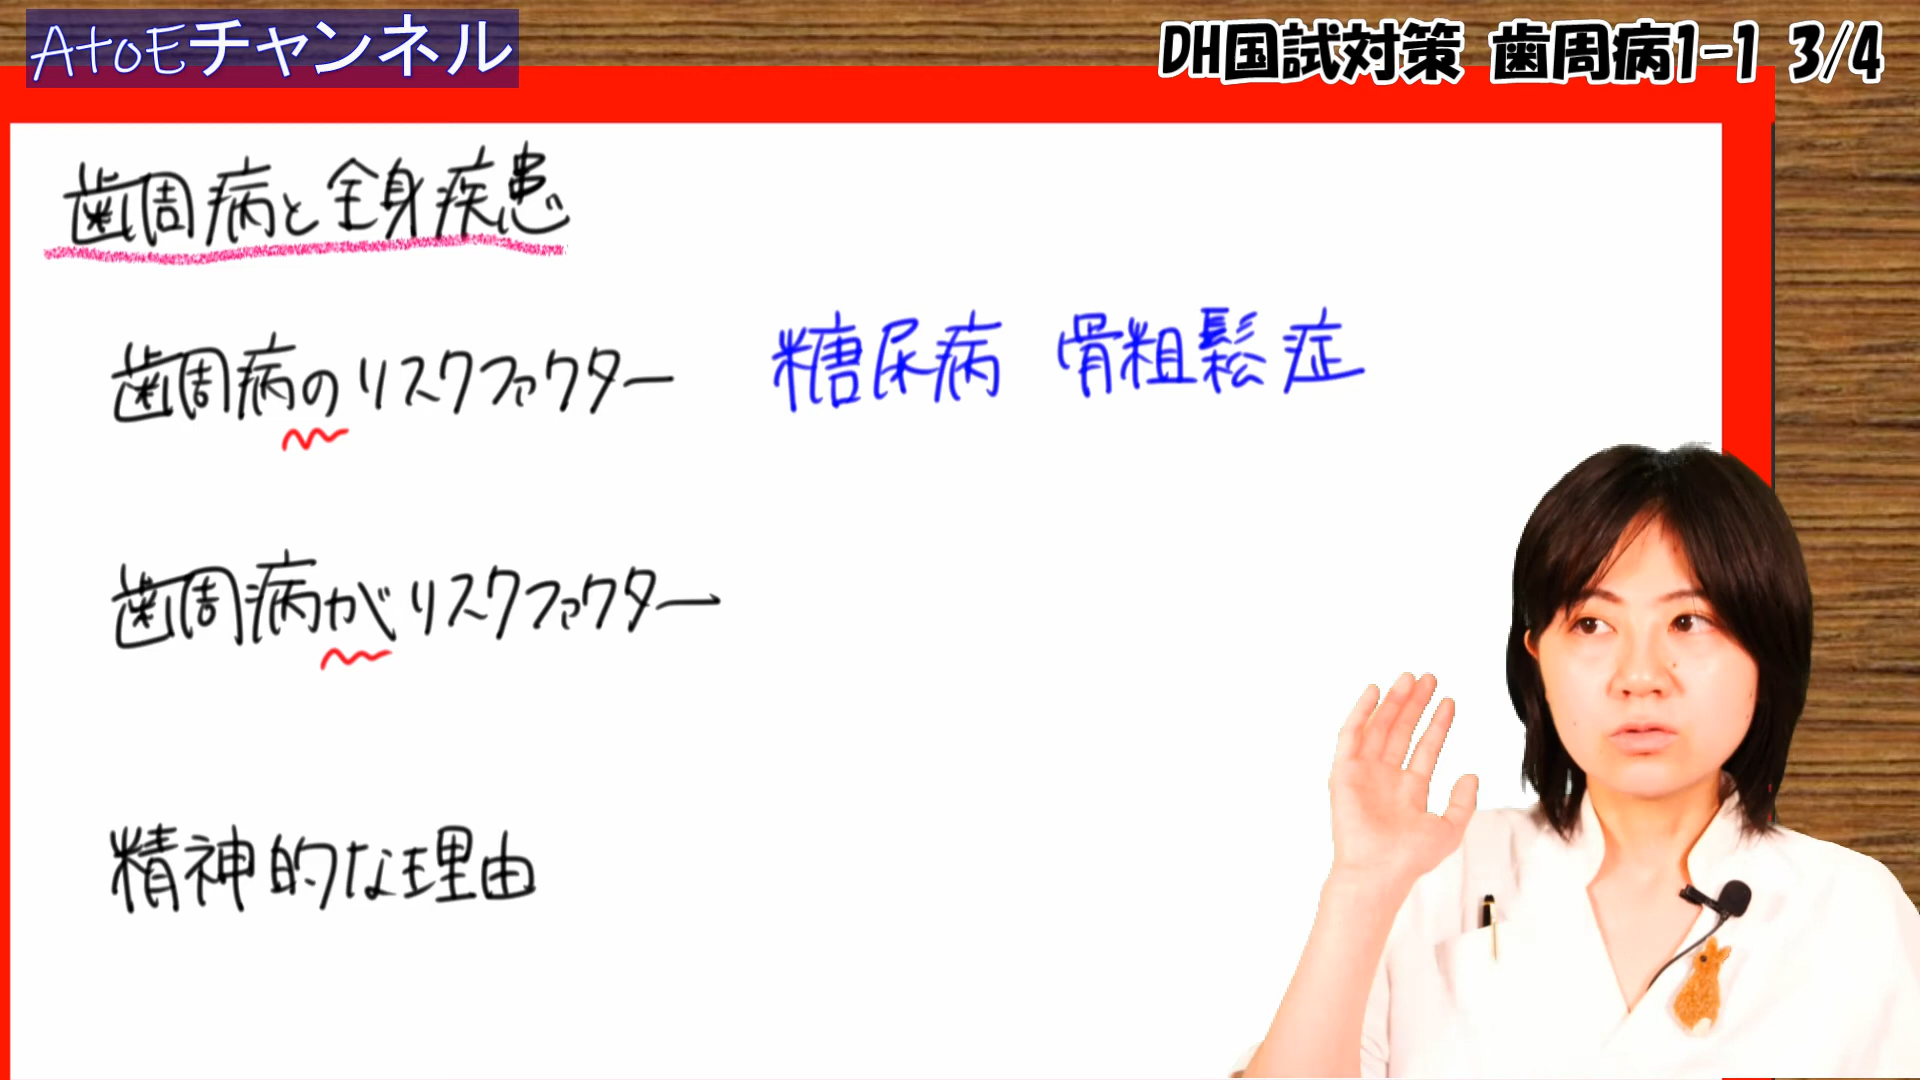 AtoEチャンネル
DH国試対策 歯周病1-1 3/4
歯周病と全身疾患
歯周病のリスクファクター 糖尿病 骨粗鬆症
歯周病がリスクファクター
精神的な理由